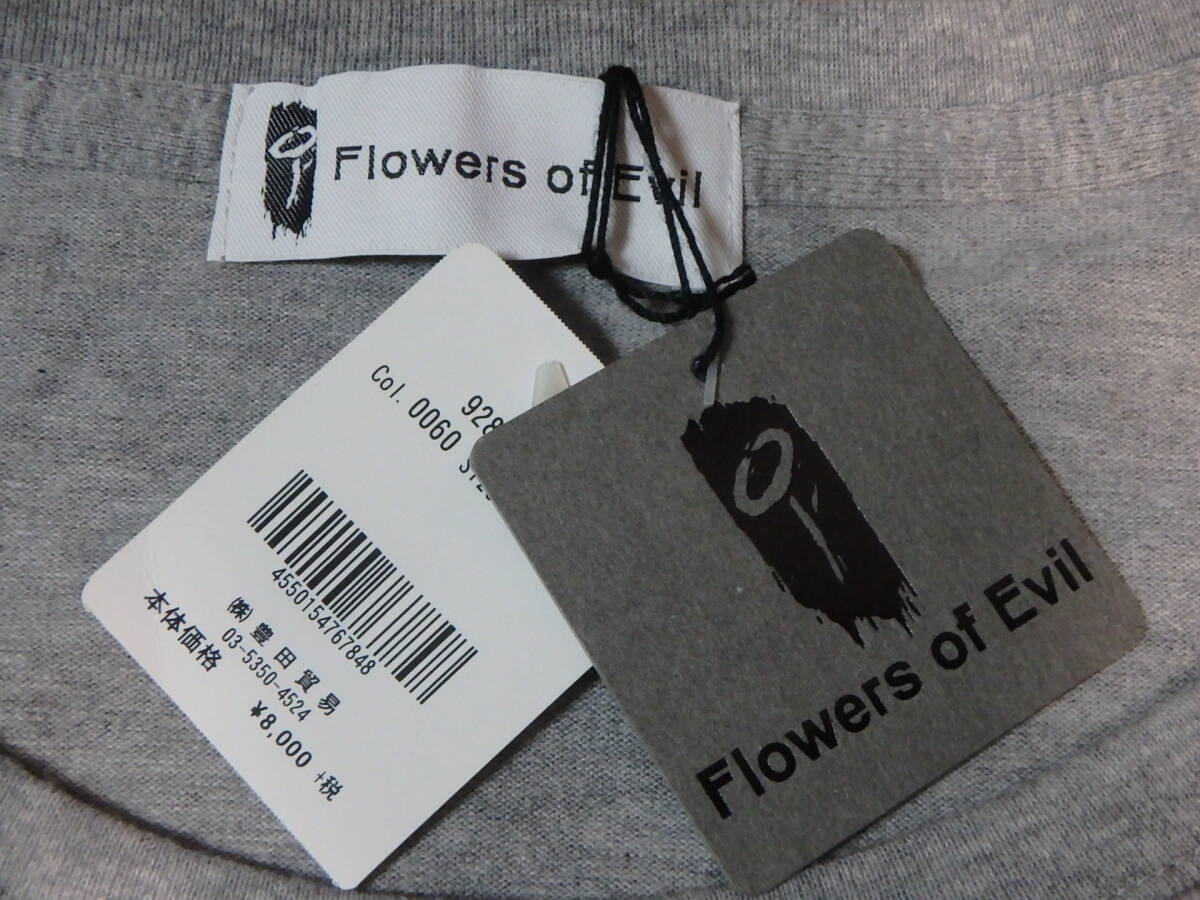 Flowers of Evil
928
Col. 0060
4550154767848
㈱豊田貿易
03-5350-4524
本体価格
¥8,000 +税
Flowers of Evil